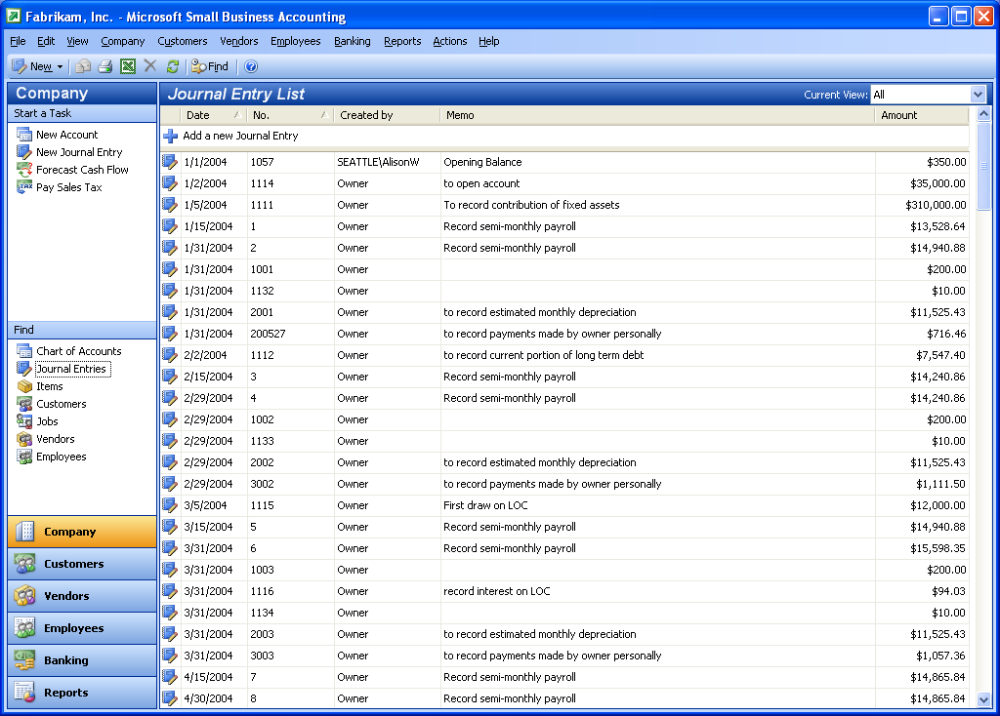 Fabrikam, Inc. - Microsoft Small Business Accounting
File Edit View Company Customers Vendors Employees Banking Reports Actions Help
New Find
Company
Start a Task
New Account
New Journal Entry
Forecast Cash Flow
TAX Pay Sales Tax
Find
Chart of Accounts
Journal Entries
Items
Customers
Jobs
Vendors
Employees
Company
Customers
Vendors
Employees
Banking
Reports
Journal Entry List Current View: All
Date No. Created by Memo Amount
Add a new Journal Entry
1/1/2004 1057 SEATTLE\AlisonW Opening Balance $350.00
1/2/2004 1114 Owner to open account $35,000.00
1/5/2004 1111 Owner To record contribution of fixed assets $310,000.00
1/15/2004 1 Owner Record semi-monthly payroll $13,528.64
1/31/2004 2 Owner Record semi-monthly payroll $14,940.88
1/31/2004 1001 Owner $200.00
1/31/2004 1132 Owner $10.00
1/31/2004 2001 Owner to record estimated monthly depreciation $11,525.43
1/31/2004 200527 Owner to record payments made by owner personally $716.46
2/2/2004 1112 Owner to record current portion of long term debt $7,547.40
2/15/2004 3 Owner Record semi-monthly payroll $14,240.86
2/29/2004 4 Owner Record semi-monthly payroll $14,240.86
2/29/2004 1002 Owner $200.00
2/29/2004 1133 Owner $10.00
2/29/2004 2002 Owner to record estimated monthly depreciation $11,525.43
2/29/2004 3002 Owner to record payments made by owner personally $1,111.50
3/5/2004 1115 Owner First draw on LOC $12,000.00
3/15/2004 5 Owner Record semi-monthly payroll $14,940.88
3/31/2004 6 Owner Record semi-monthly payroll $15,598.35
3/31/2004 1003 Owner $200.00
3/31/2004 1116 Owner record interest on LOC $94.03
3/31/2004 1134 Owner $10.00
3/31/2004 2003 Owner to record estimated monthly depreciation $11,525.43
3/31/2004 3003 Owner to record payments made by owner personally $1,057.36
4/15/2004 7 Owner Record semi-monthly payroll $14,865.84
4/30/2004 8 Owner Record semi-monthly payroll $14,865.84